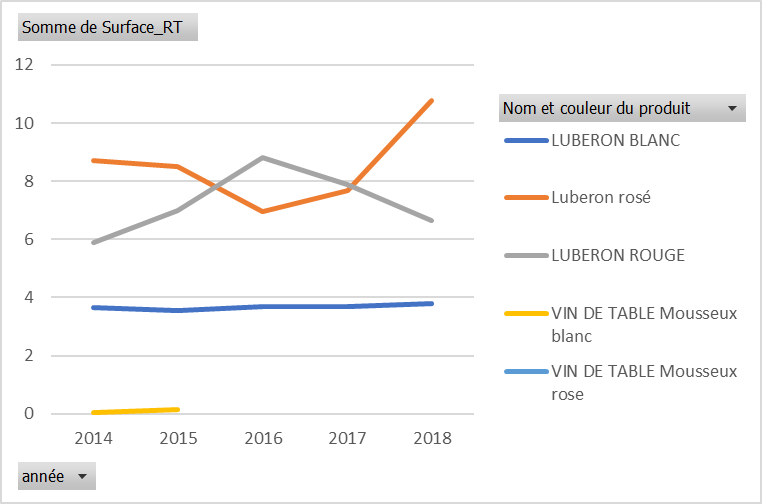 Somme de Surface_RT
12
10
8
6
4
2
0
2014 2015 2016 2017 2018
année
Nom et couleur du produit
LUBERON BLANC
Luberon rosé
LUBERON ROUGE
VIN DE TABLE Mousseux
blanc
VIN DE TABLE Mousseux
rose